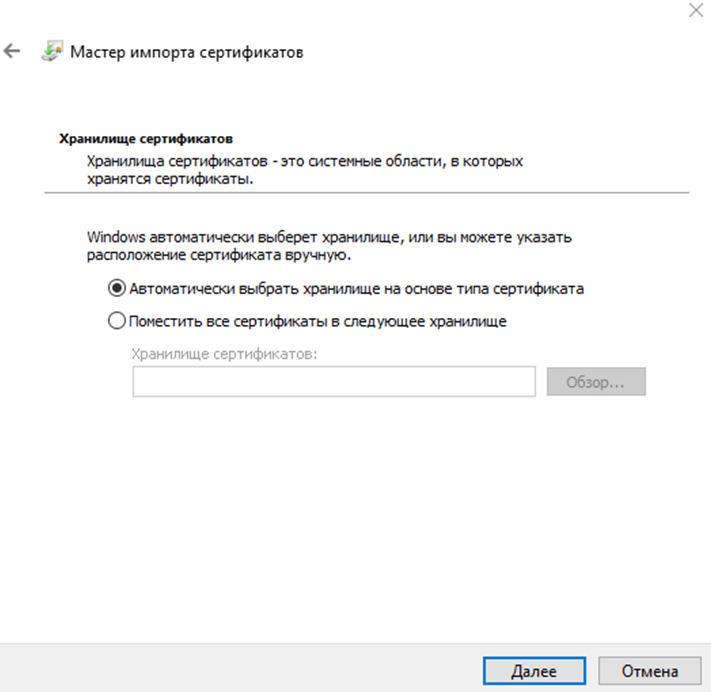 Мастер импорта сертификатов
Хранилище сертификатов
Хранилища сертификатов - это системные области, в которых
хранятся сертификаты.
Windows автоматически выберет хранилище, или вы можете указать
расположение сертификата вручную.
Автоматически выбрать хранилище на основе типа сертификата
Поместить все сертификаты в следующее хранилище
Хранилище сертификатов:
Обзор...
Далее
Отмена